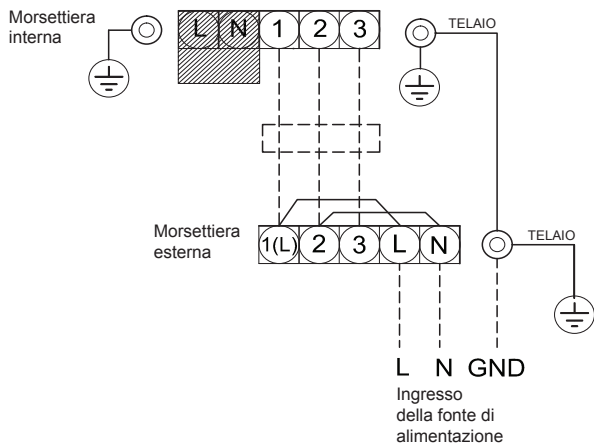 Morsettiera
interna
L N 1 2 3
TELAIO
Morsettiera
esterna
1(L) 2 3 L N
TELAIO
L N GND
Ingresso
della fonte di
alimentazione